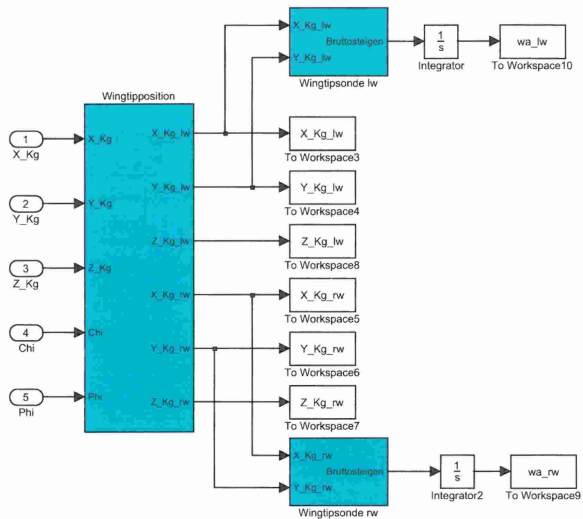 X_Kg_lw
Bruttosteigen
Y_Kg_lw
Wingtipsonde lw
1
s
Integrator
wa_lw
To Workspace10
Wingtipposition
1
X_Kg
2
Y_Kg
3
Z_Kg
4
Chi
5
Phi
X_Kg
Y_Kg
Z_Kg
Chi
Phi
X_Kg_lw
Y_Kg_lw
Z_Kg_lw
X_Kg_rw
Y_Kg_rw
Z_Kg_rw
X_Kg_lw
To Workspace3
Y_Kg_lw
To Workspace4
Z_Kg_lw
To Workspace8
X_Kg_rw
To Workspace5
Y_Kg_rw
To Workspace6
Z_Kg_rw
To Workspace7
X_Kg_rw
Bruttosteigen
Y_Kg_rw
Wingtipsonde rw
1
s
Integrator2
wa_rw
To Workspace9